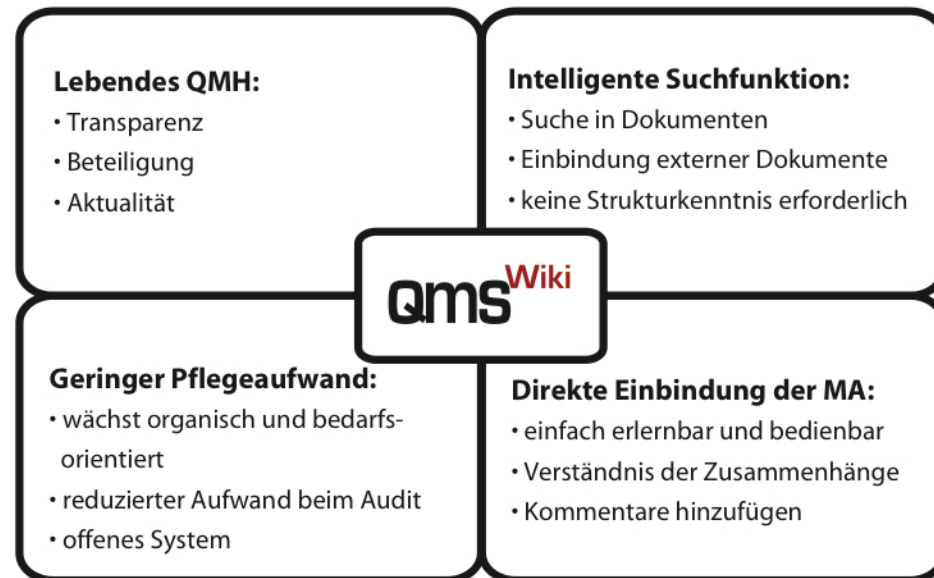 Lebendes QMH:
• Transparenz
• Beteiligung
• Aktualität
Intelligente Suchfunktion:
• Suche in Dokumenten
• Einbindung externer Dokumente
• keine Strukturkenntnis erforderlich
QmsWiki
Geringer Pflegeaufwand:
• wächst organisch und bedarfs-
orientiert
• reduzierter Aufwand beim Audit
• offenes System
Direkte Einbindung der MA:
• einfach erlernbar und bedienbar
• Verständnis der Zusammenhänge
• Kommentare hinzufügen